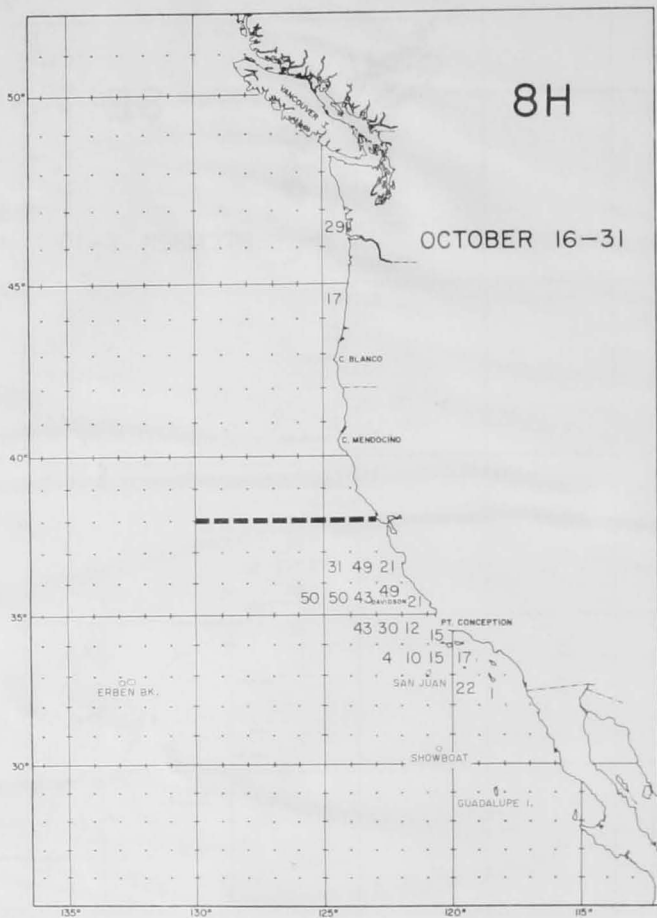 8H
50°
VANCOUVER I.
OCTOBER 16-31
29
45°
17
C. BLANCO
C. MENDOCINO
40°
31 49 21
50 50 43 49 21
DAVIDSON
35°
PT. CONCEPTION
43 30 12 15
4 10 15 17
SAN JUAN
22 1
ERBEN BK.
SHOWBOAT
30°
GUADALUPE I.
135° 130° 125° 120° 115°